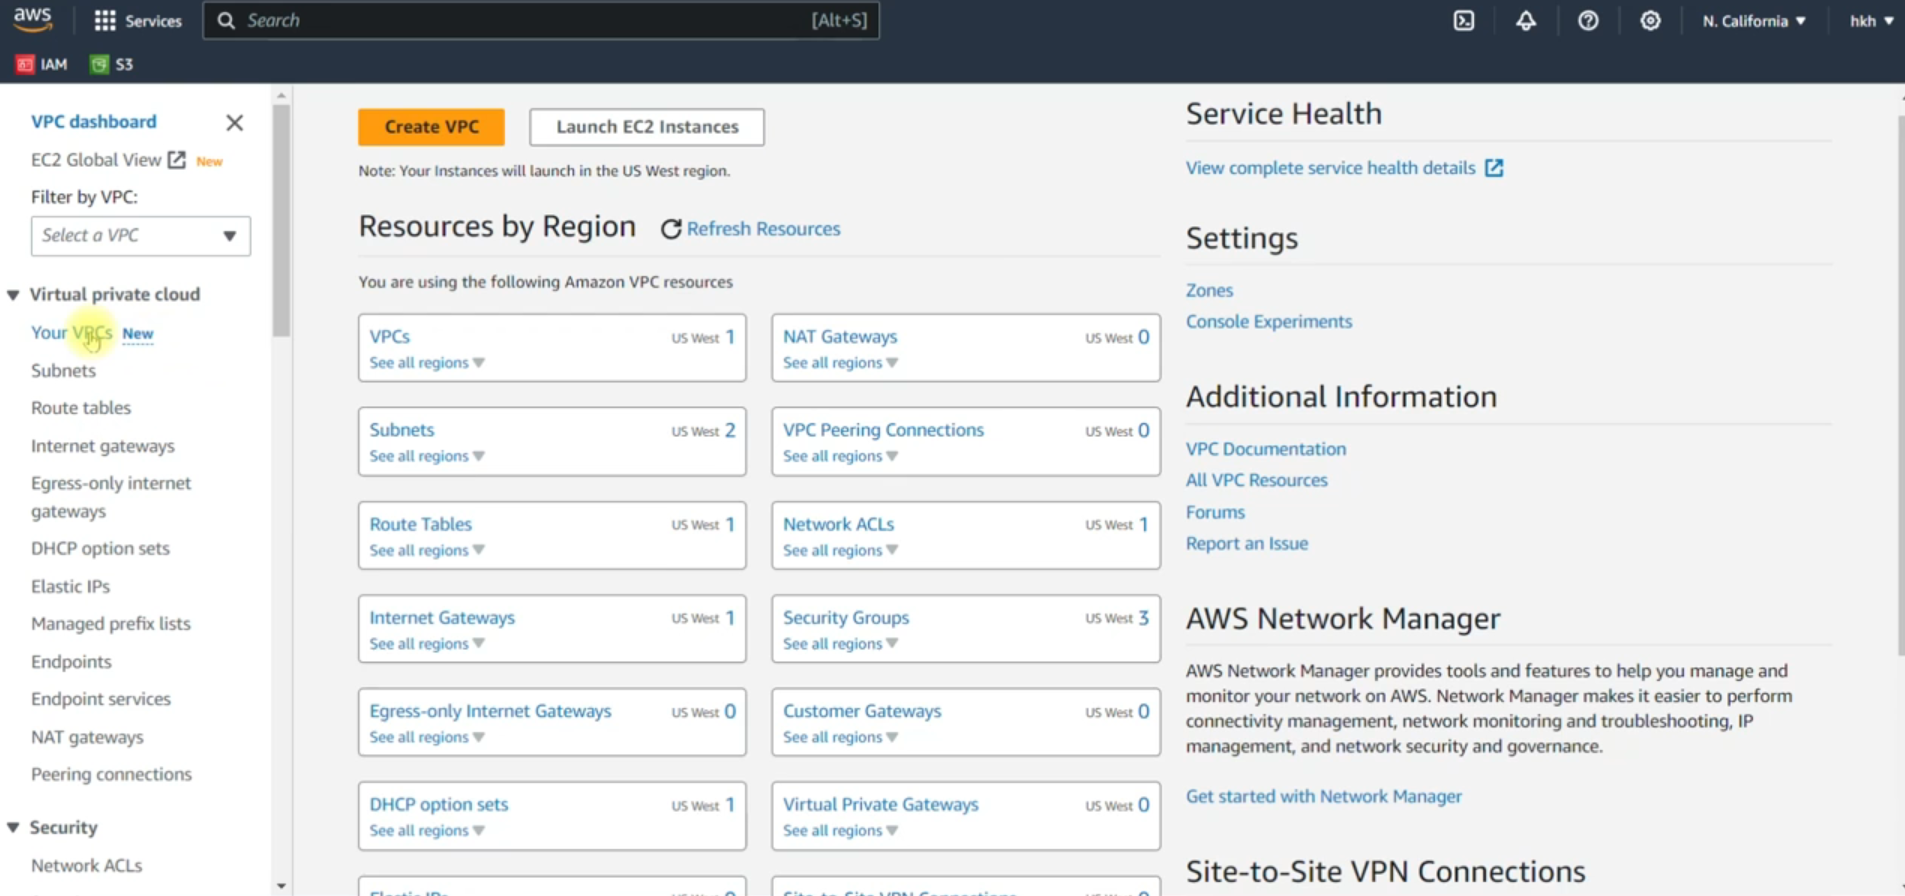 aws
Services
Search
[Alt+S]
N. California
hkh
IAM
S3
VPC dashboard
EC2 Global View
New
Filter by VPC:
Select a VPC
Virtual private cloud
Your VPCs New
Subnets
Route tables
Internet gateways
Egress-only internet
gateways
DHCP option sets
Elastic IPs
Managed prefix lists
Endpoints
Endpoint services
NAT gateways
Peering connections
Security
Network ACLs
Create VPC
Launch EC2 Instances
Note: Your Instances will launch in the US West region.
Resources by Region
Refresh Resources
You are using the following Amazon VPC resources
VPCs
US West 1
See all regions
NAT Gateways
US West 0
See all regions
Subnets
US West 2
See all regions
VPC Peering Connections
US West 0
See all regions
Route Tables
US West 1
See all regions
Network ACLs
US West 1
See all regions
Internet Gateways
US West 1
See all regions
Security Groups
US West 3
See all regions
Egress-only Internet Gateways
US West 0
See all regions
Customer Gateways
US West 0
See all regions
DHCP option sets
US West 1
See all regions
Virtual Private Gateways
US West 0
See all regions
Service Health
View complete service health details
Settings
Zones
Console Experiments
Additional Information
VPC Documentation
All VPC Resources
Forums
Report an Issue
AWS Network Manager
AWS Network Manager provides tools and features to help you manage and
monitor your network on AWS. Network Manager makes it easier to perform
connectivity management, network monitoring and troubleshooting, IP
management, and network security and governance.
Get started with Network Manager
Site-to-Site VPN Connections